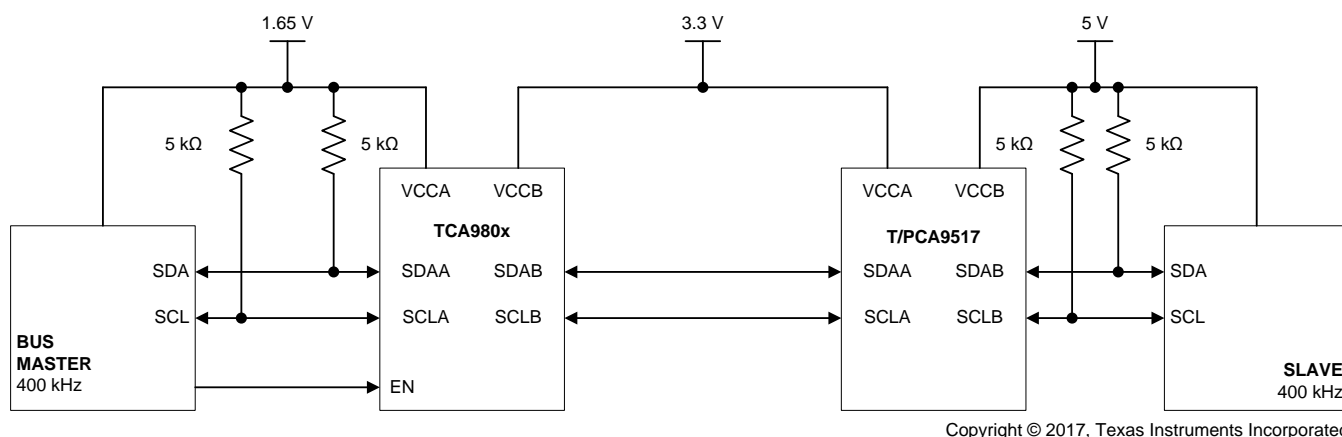 1.65 V
3.3 V
5 V
5 kΩ
5 kΩ
5 kΩ
5 kΩ
VCCA
VCCB
TCA980x
SDAA
SDAB
SCLA
SCLB
EN
VCCA
VCCB
T/PCA9517
SDAA
SDAB
SCLA
SCLB
SDA
SCL
BUS
MASTER
400 kHz
SDA
SCL
SLAVE
400 kHz
Copyright © 2017, Texas Instruments Incorporated